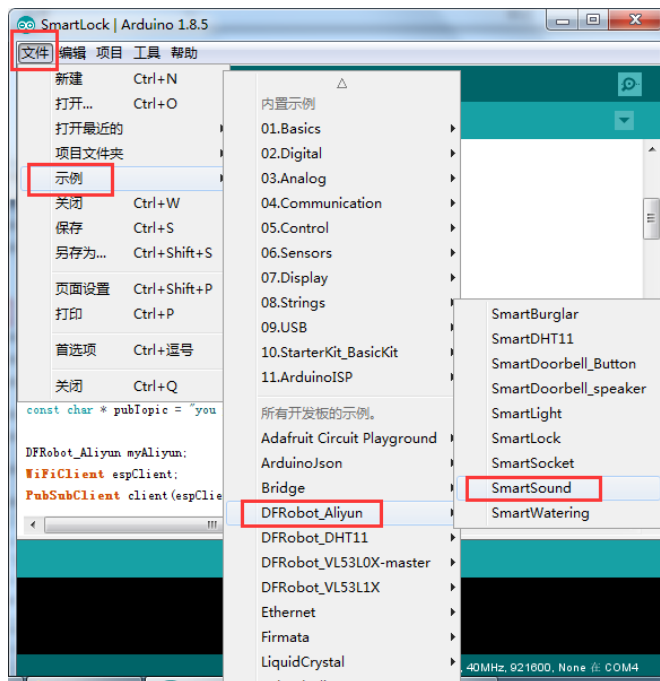 SmartLock | Arduino 1.8.5
文件 编辑 项目 工具 帮助
新建 Ctrl+N
打开... Ctrl+O
打开最近的
项目文件夹
示例
关闭 Ctrl+W
保存 Ctrl+S
另存为... Ctrl+Shift+S
页面设置 Ctrl+Shift+P
打印 Ctrl+P
首选项 Ctrl+逗号
关闭 Ctrl+Q
内置示例
01.Basics
02.Digital
03.Analog
04.Communication
05.Control
06.Sensors
07.Display
08.Strings
09.USB
10.StarterKit_BasicKit
11.ArduinoISP
所有开发板的示例。
Adafruit Circuit Playground
ArduinoJson
Bridge
DFRobot_Aliyun
DFRobot_DHT11
DFRobot_VL53L0X-master
DFRobot_VL53L1X
Ethernet
Firmata
LiquidCrystal
SmartBurglar
SmartDHT11
SmartDoorbell_Button
SmartDoorbell_speaker
SmartLight
SmartLock
SmartSocket
SmartSound
SmartWatering
const char * pubTopic = "you
DFRobot_Aliyun myAliyun;
WiFiClient espClient;
PubSubClient client(espClie
, 40MHz, 921600, None 在 COM4